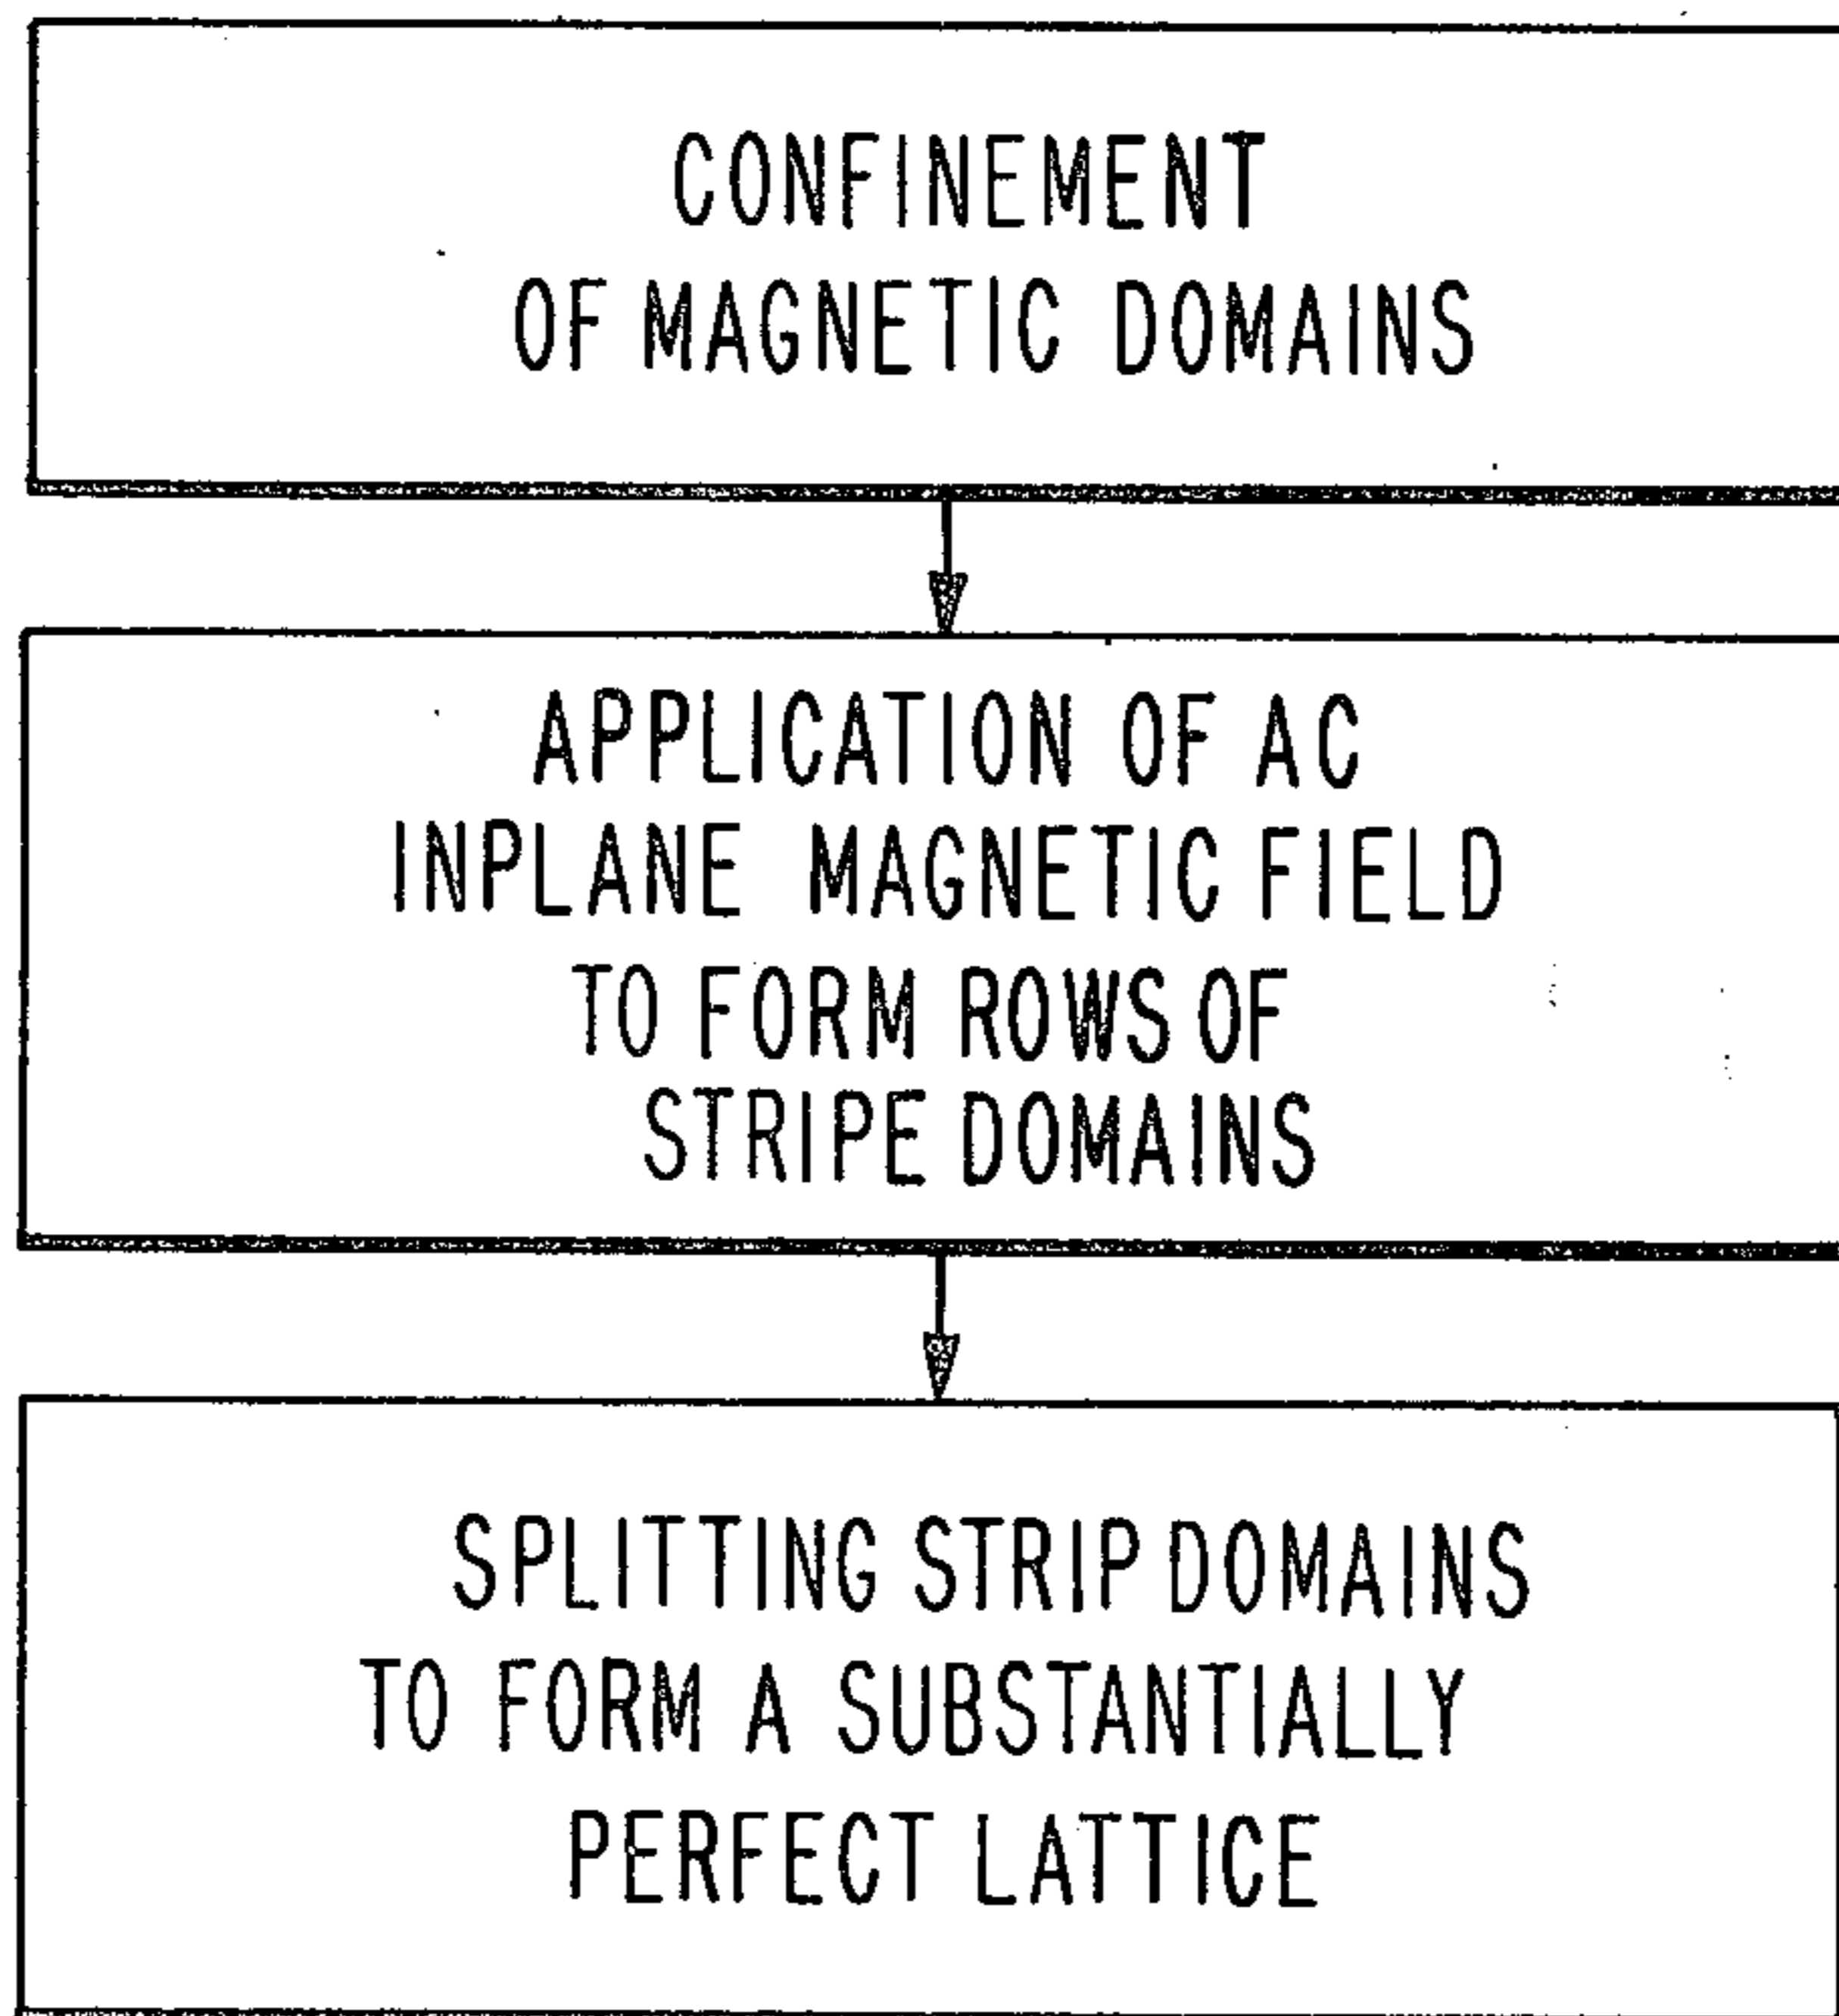 CONFINEMENT
OF MAGNETIC DOMAINS
APPLICATION OF AC
INPLANE MAGNETIC FIELD
TO FORM ROWS OF
STRIPE DOMAINS
SPLITTING STRIP DOMAINS
TO FORM A SUBSTANTIALLY
PERFECT LATTICE